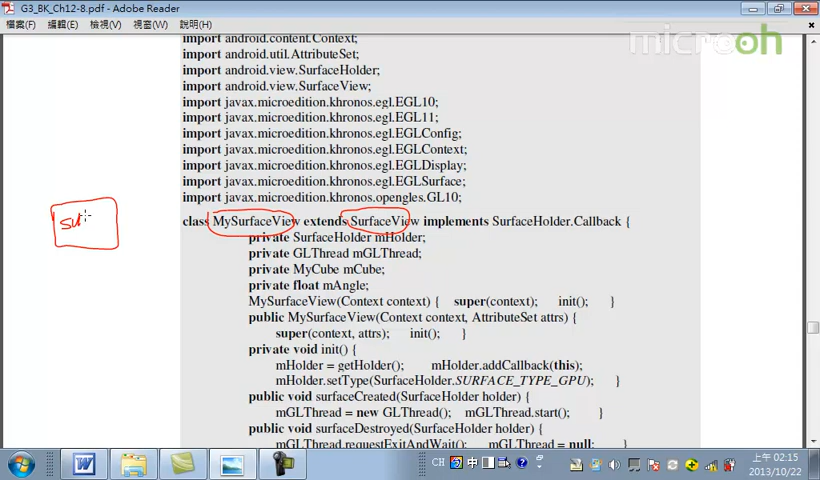 G3_BK_Ch12-8.pdf - Adobe Reader
檔案(F) 編輯(E) 檢視(V) 視窗(W) 說明(H)
microoh
import android.content.Context;
import android.util.AttributeSet;
import android.view.SurfaceHolder;
import android.view.SurfaceView;
import javax.microedition.khronos.egl.EGL10;
import javax.microedition.khronos.egl.EGL11;
import javax.microedition.khronos.egl.EGLConfig;
import javax.microedition.khronos.egl.EGLContext;
import javax.microedition.khronos.egl.EGLDisplay;
import javax.microedition.khronos.egl.EGLSurface;
import javax.microedition.khronos.opengles.GL10;
su
class MySurfaceView extends SurfaceView implements SurfaceHolder.Callback {
private SurfaceHolder mHolder;
private GLThread mGLThread;
private MyCube mCube;
private float mAngle;
MySurfaceView(Context context) { super(context); init(); }
public MySurfaceView(Context context, AttributeSet attrs) {
super(context, attrs); init(); }
private void init() {
mHolder = getHolder(); mHolder.addCallback(this);
mHolder.setType(SurfaceHolder.SURFACE_TYPE_GPU); }
public void surfaceCreated(SurfaceHolder holder) {
mGLThread = new GLThread(); mGLThread.start(); }
public void surfaceDestroyed(SurfaceHolder holder) {
mGLThread.requestExitAndWait(); mGLThread = null; }
CH 中 上午 02:15
2013/10/22